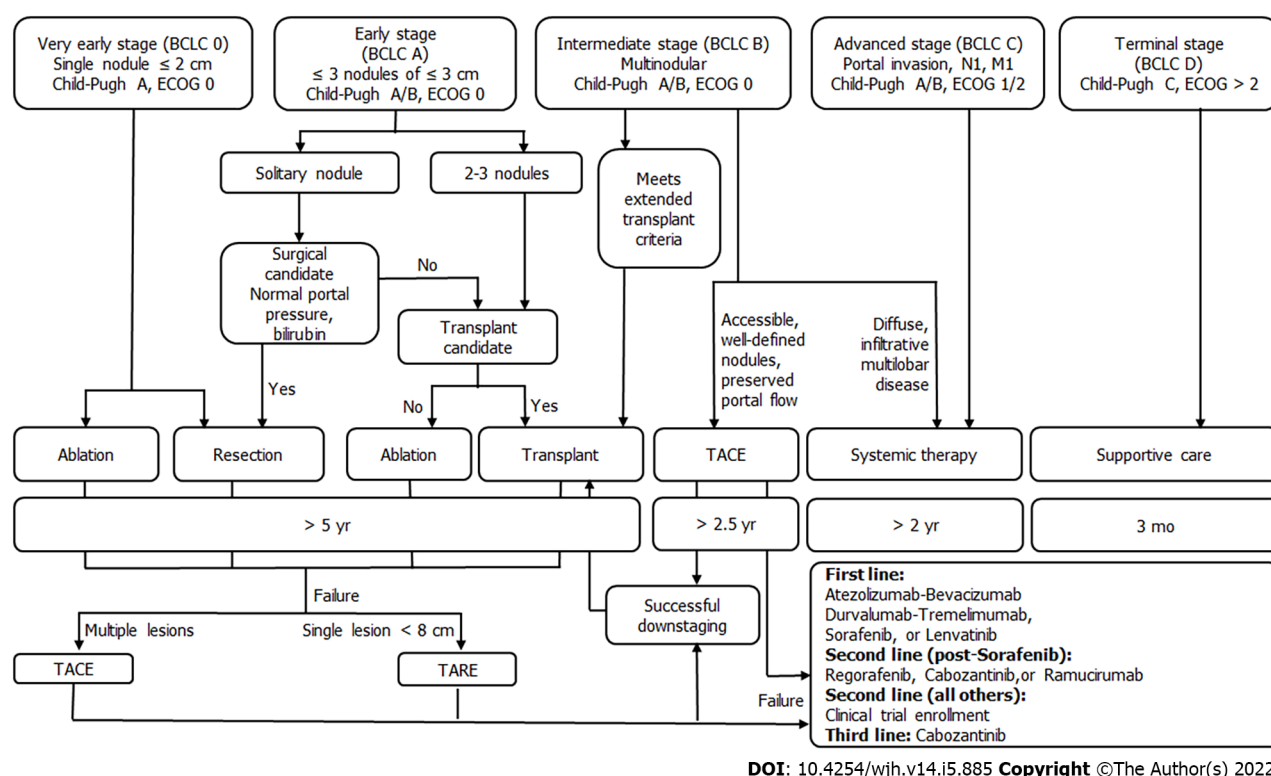 Very early stage (BCLC 0)
Single nodule ≤ 2 cm
Child-Pugh A, ECOG 0
Early stage
(BCLC A)
≤ 3 nodules of ≤ 3 cm
Child-Pugh A/B, ECOG 0
Intermediate stage (BCLC B)
Multinodular
Child-Pugh A/B, ECOG 0
Advanced stage (BCLC C)
Portal invasion, N1, M1
Child-Pugh A/B, ECOG 1/2
Terminal stage
(BCLC D)
Child-Pugh C, ECOG > 2
Solitary nodule
2-3 nodules
Meets
extended
transplant
criteria
Surgical
candidate
Normal portal
pressure,
bilirubin
No
Transplant
candidate
Accessible,
well-defined
nodules,
preserved
portal flow
Diffuse,
infiltrative
multilobar
disease
Yes
No
Yes
Ablation
Resection
Ablation
Transplant
TACE
Systemic therapy
Supportive care
> 5 yr
> 2.5 yr
> 2 yr
3 mo
Failure
Multiple lesions
Single lesion < 8 cm
TACE
TARE
Successful
downstaging
Failure
First line:
Atezolizumab-Bevacizumab
Durvalumab-Tremelimumab,
Sorafenib, or Lenvatinib
Second line (post-Sorafenib):
Regorafenib, Cabozantinib,or Ramucirumab
Second line (all others):
Clinical trial enrollment
Third line: Cabozantinib
DOI: 10.4254/wjh.v14.i5.885 Copyright ©The Author(s) 2022